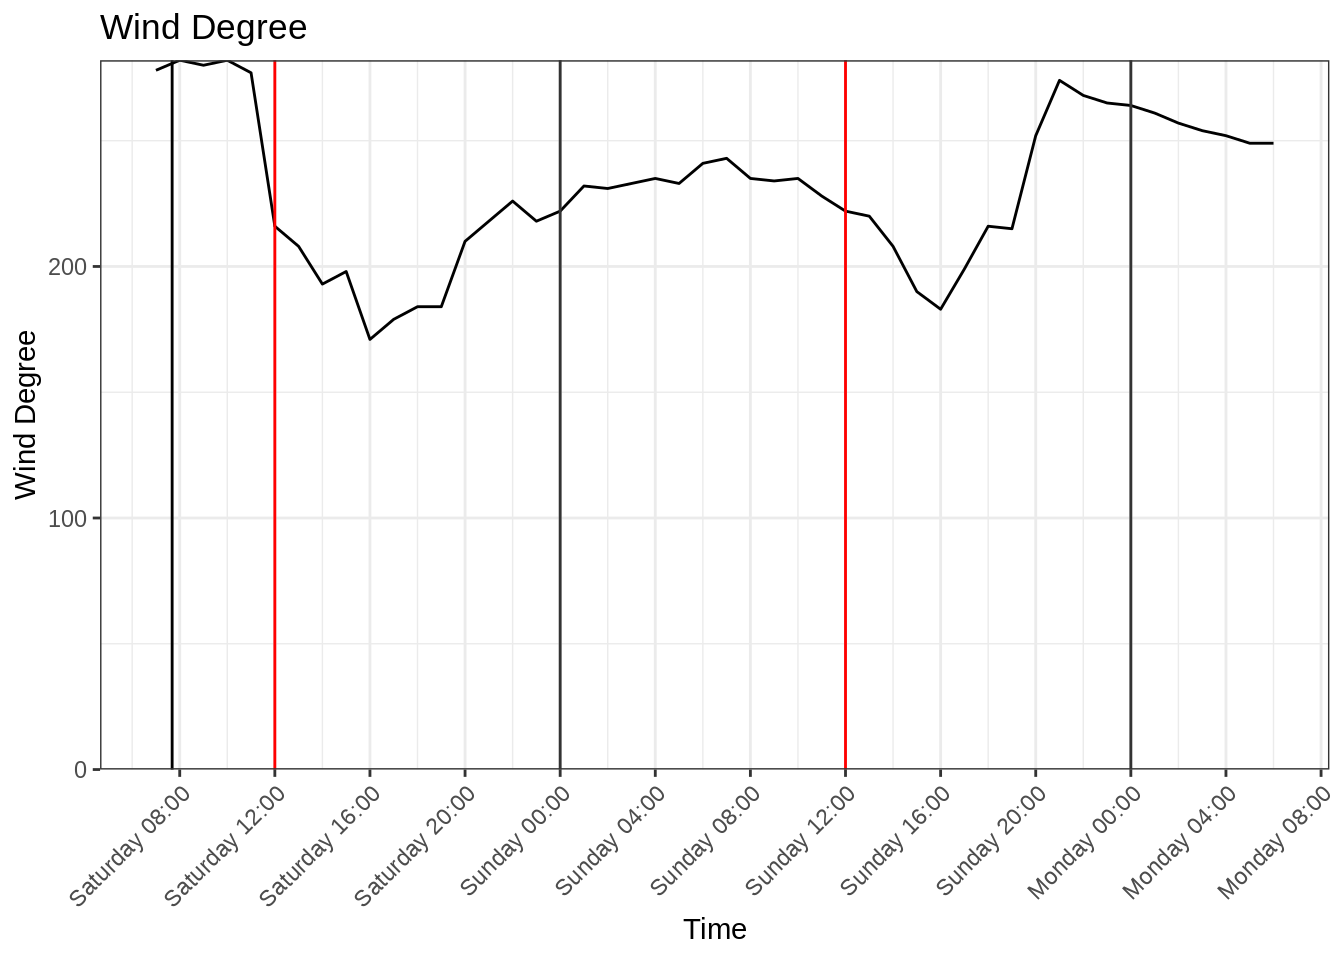 Wind Degree
Wind Degree
200
100
0
Saturday 08:00
Saturday 12:00
Saturday 16:00
Saturday 20:00
Sunday 00:00
Sunday 04:00
Sunday 08:00
Sunday 12:00
Sunday 16:00
Sunday 20:00
Monday 00:00
Monday 04:00
Monday 08:00
Time